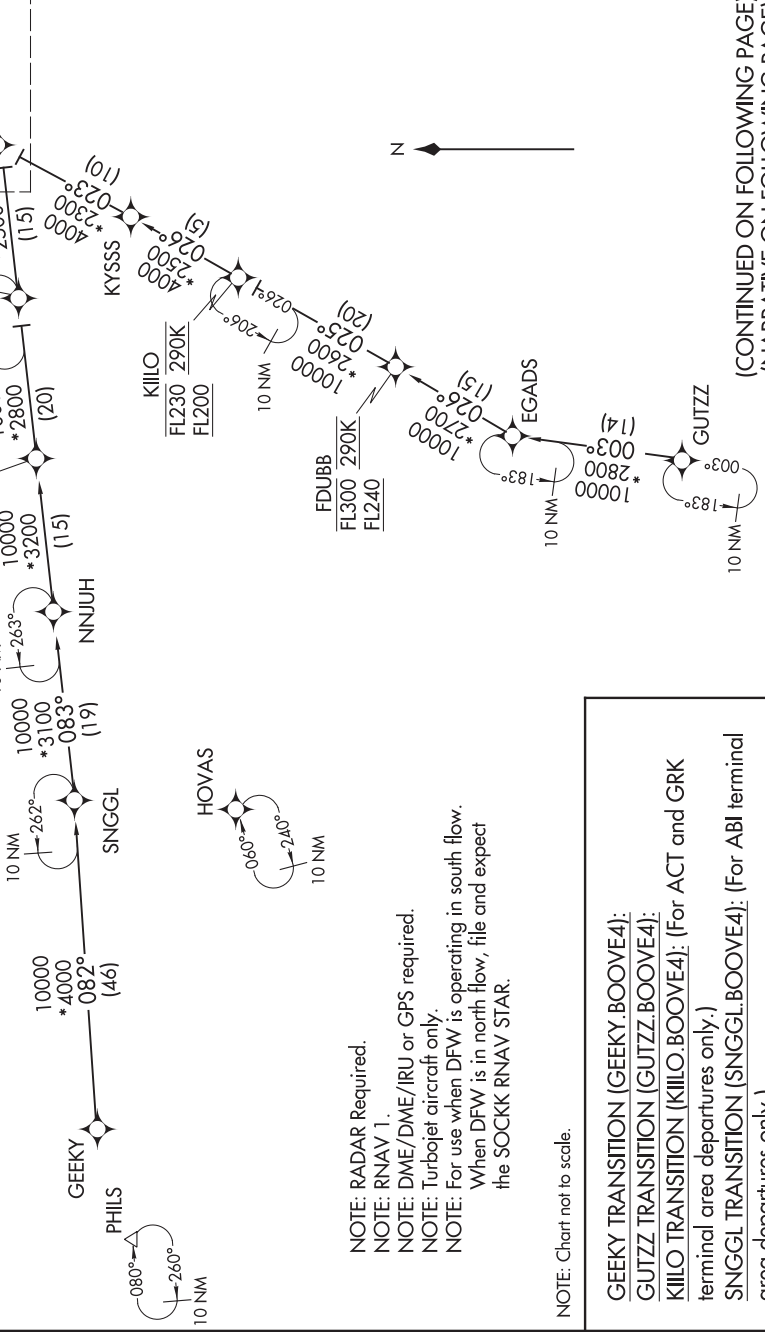 (15)
4000
*2300
023°
(10)
KYSSS
4000
*2500
026°
(5)
KIILO
FL230 290K
FL200
206°
026°
10 NM
10000
*2600
025°
(20)
FDUBB
FL300 290K
FL240
10000
*2700
026°
(15)
EGADS
183°
10 NM
10000
*2800
003°
(14)
GUTZZ
183°
003°
10 NM
N
*2800
(20)
10000
*3200
(15)
NNJUH
263°
10000
*3100
083°
(19)
SNGGL
262°
10 NM
10000
*4000
082°
(46)
GEEKY
PHILS
080°
260°
10 NM
HOVAS
060°
240°
10 NM
NOTE: RADAR Required.
NOTE: RNAV 1.
NOTE: DME/DME/IRU or GPS required.
NOTE: Turbojet aircraft only.
NOTE: For use when DFW is operating in south flow.
When DFW is in north flow, file and expect
the SOCKK RNAV STAR.
NOTE: Chart not to scale.
GEEKY TRANSITION (GEEKY.BOOVE4):
GUTZZ TRANSITION (GUTZZ.BOOVE4):
KIILO TRANSITION (KIILO.BOOVE4): (For ACT and GRK
terminal area departures only.)
SNGGL TRANSITION (SNGGL.BOOVE4): (For ABI terminal
area departures only.)
(CONTINUED ON FOLLOWING PAGE)
(NARRATIVE ON FOLLOWING PAGE)